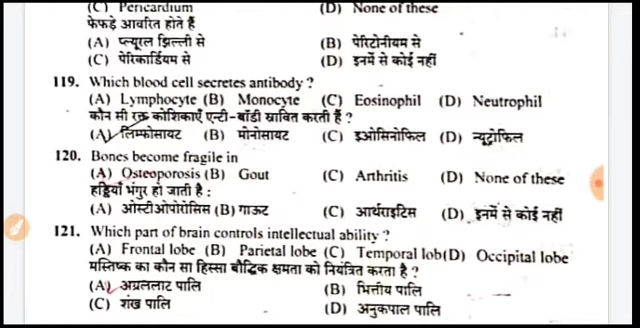 (C) Pericardium (D) None of these
फेफड़े आवरित होते हैं
(A) प्ल्यूरल झिल्ली से (B) पेरिटोनीयम से
(C) पेरिकार्डियम से (D) इनमें से कोई नहीं
119. Which blood cell secretes antibody ?
(A) Lymphocyte (B) Monocyte (C) Eosinophil (D) Neutrophil
कौन सी रक्त कोशिकाएँ एन्टी-बॉडी स्रावित करती हैं ?
(A) लिम्फोसायट (B) मोनोसायट (C) इओसिनोफिल (D) न्यूट्रोफिल
120. Bones become fragile in
(A) Osteoporosis (B) Gout (C) Arthritis (D) None of these
हड्डियाँ भंगुर हो जाती है :
(A) ओस्टीओपोरोसिस (B) गाऊट (C) आर्थराइटिस (D) इनमें से कोई नहीं
121. Which part of brain controls intellectual ability ?
(A) Frontal lobe (B) Parietal lobe (C) Temporal lob (D) Occipital lobe
मस्तिष्क का कौन सा हिस्सा बौद्धिक क्षमता को नियंत्रित करता है ?
(A) अग्रललाट पालि (B) भित्तीय पालि
(C) शंख पालि (D) अनुकपाल पालि